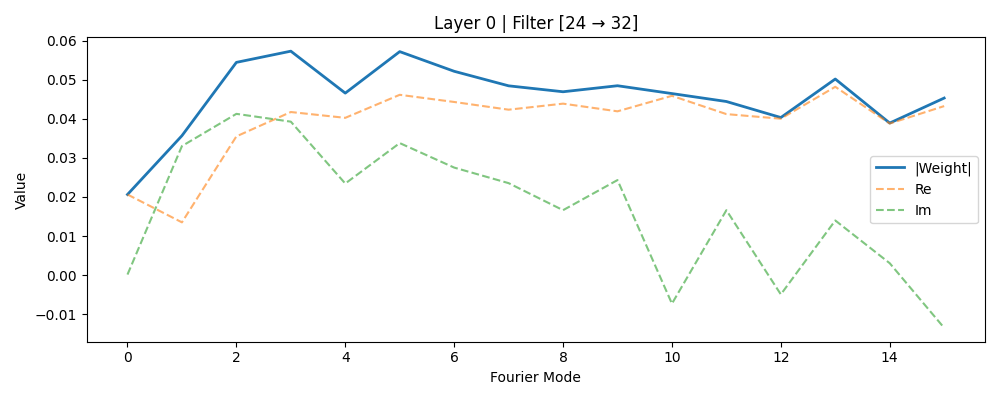 Layer 0 | Filter [24 → 32]
0.06
0.05
0.04
0.03
0.02
0.01
0.00
−0.01
Value
|Weight|
Re
Im
0 2 4 6 8 10 12 14
Fourier Mode